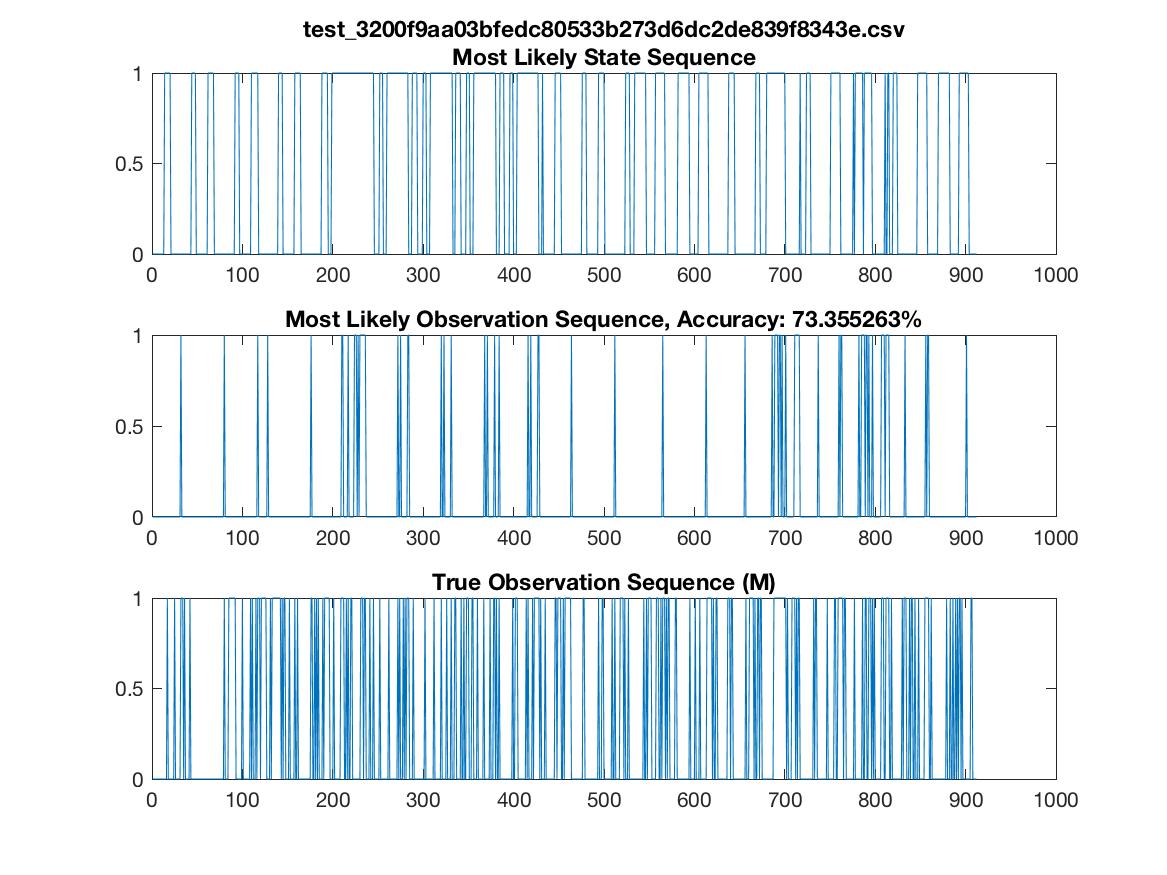 test_3200f9aa03bfedc80533b273d6dc2de839f8343e.csv
Most Likely State Sequence
1
0.5
0
0 100 200 300 400 500 600 700 800 900 1000
Most Likely Observation Sequence, Accuracy: 73.355263%
1
0.5
0
0 100 200 300 400 500 600 700 800 900 1000
True Observation Sequence (M)
1
0.5
0
0 100 200 300 400 500 600 700 800 900 1000